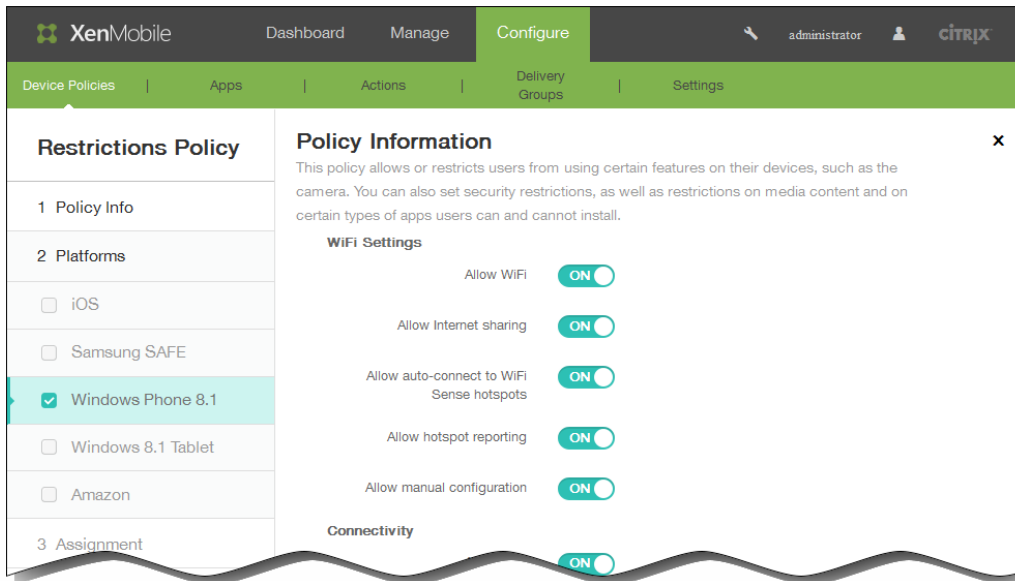 XenMobile Dashboard Manage Configure administrator CİTRIX
Device Policies | Apps | Actions | Delivery Groups | Settings
Restrictions Policy
1 Policy Info
2 Platforms
iOS
Samsung SAFE
Windows Phone 8.1
Windows 8.1 Tablet
Amazon
3 Assignment
Policy Information
This policy allows or restricts users from using certain features on their devices, such as the
camera. You can also set security restrictions, as well as restrictions on media content and on
certain types of apps users can and cannot install.
WiFi Settings
Allow WiFi ON
Allow Internet sharing ON
Allow auto-connect to WiFi
Sense hotspots ON
Allow hotspot reporting ON
Allow manual configuration ON
Connectivity
ON